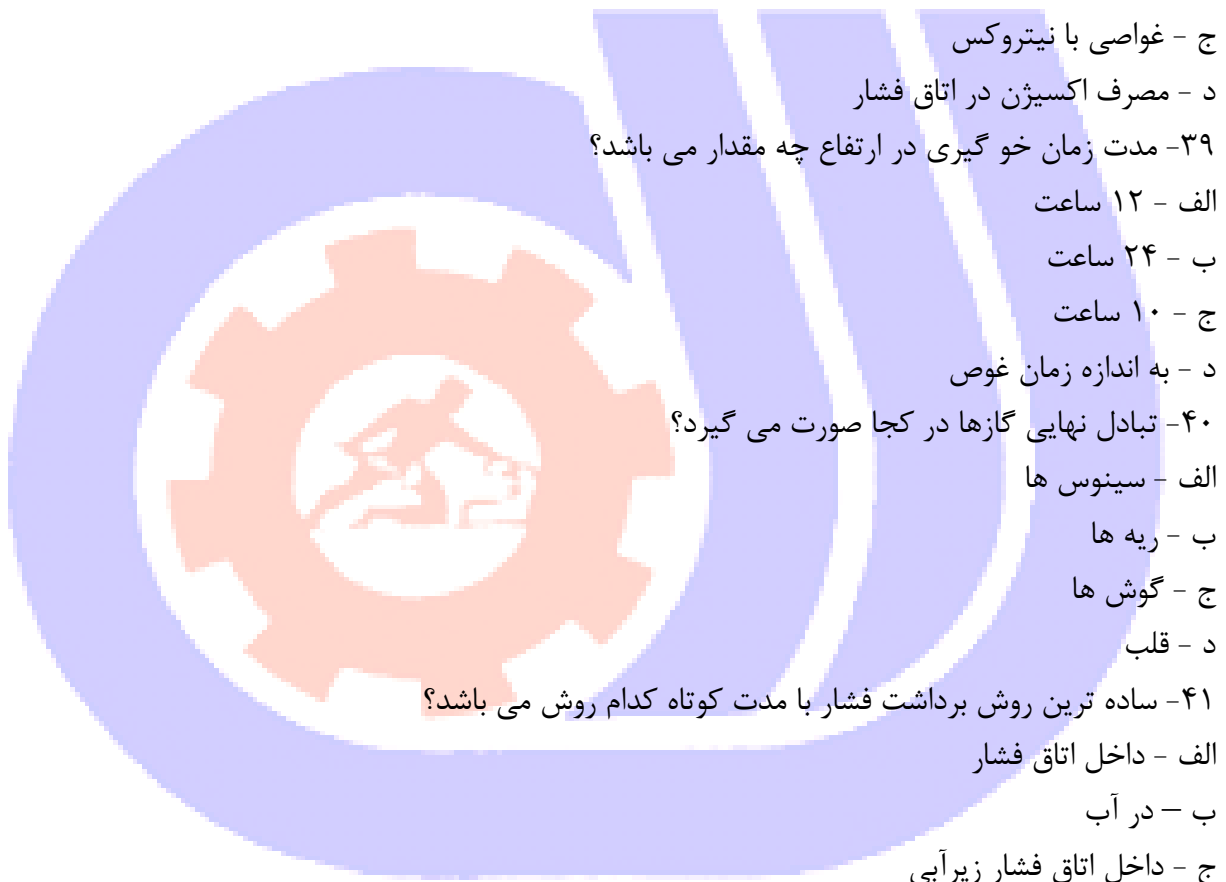 ج - غواصی با نیتروکس
د - مصرف اکسیژن در اتاق فشار
۳۹- مدت زمان خو گیری در ارتفاع چه مقدار می باشد؟
الف - ۱۲ ساعت
ب - ۲۴ ساعت
ج - ۱۰ ساعت
د - به اندازه زمان غوص
۴۰- تبادل نهایی گازها در کجا صورت می گیرد؟
الف - سینوس ها
ب - ریه ها
ج - گوش ها
د - قلب
۴۱- ساده ترین روش برداشت فشار با مدت کوتاه کدام روش می باشد؟
الف - داخل اتاق فشار
ب – در آب
ج - داخل اتاق فشار زیرآبی